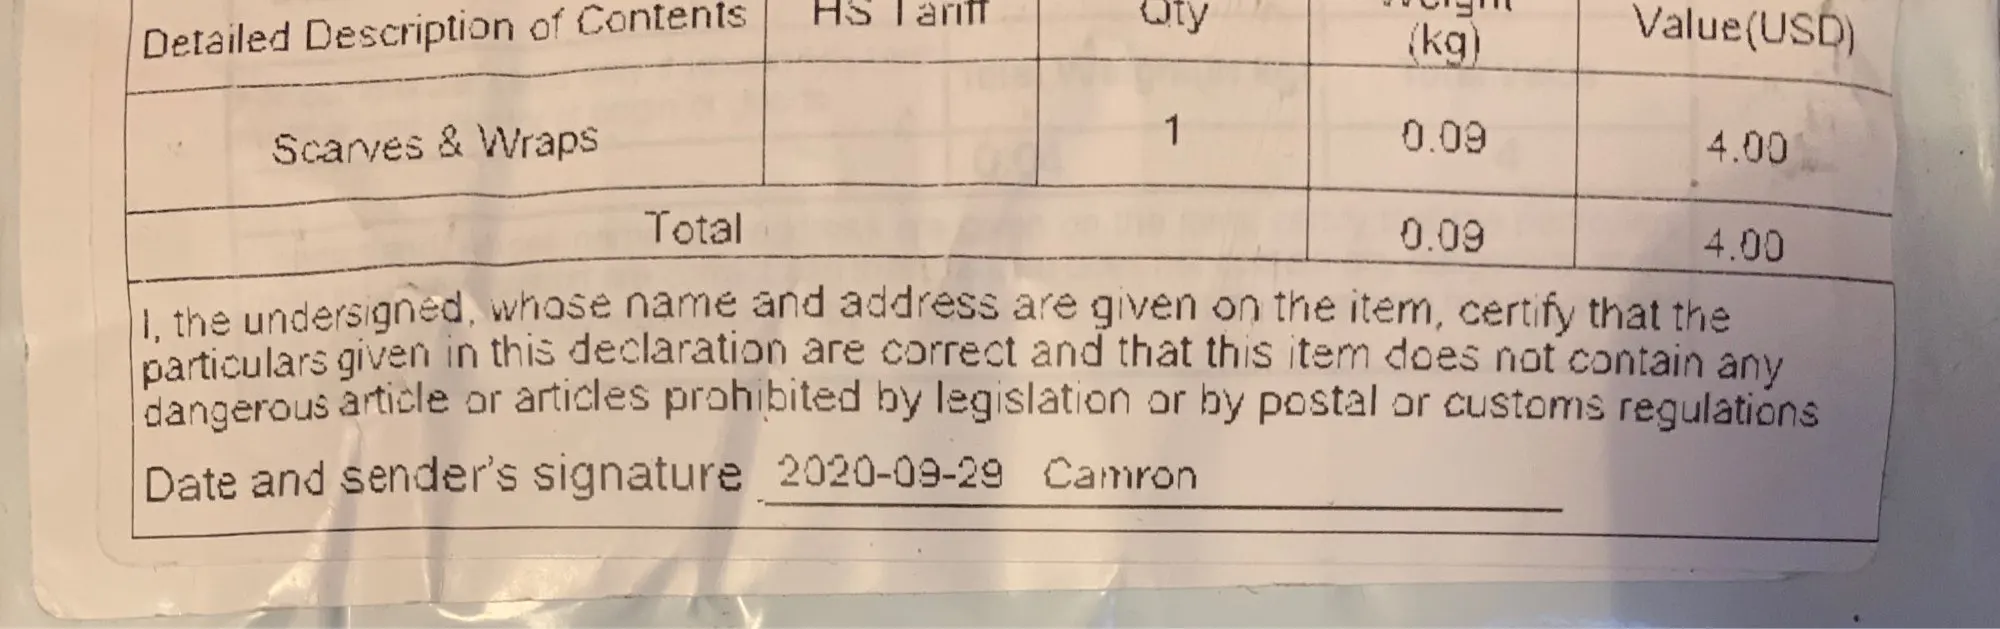 Detailed Description of Contents HS Tariff Qty Weight Value(USD)
(kg)
Scarves & Wraps 1 0.09 4.00
Total 0.09 4.00
I, the undersigned, whose name and address are given on the item, certify that the
particulars given in this declaration are correct and that this item does not contain any
dangerous article or articles prohibited by legislation or by postal or customs regulations
Date and sender's signature 2020-09-29 Camron